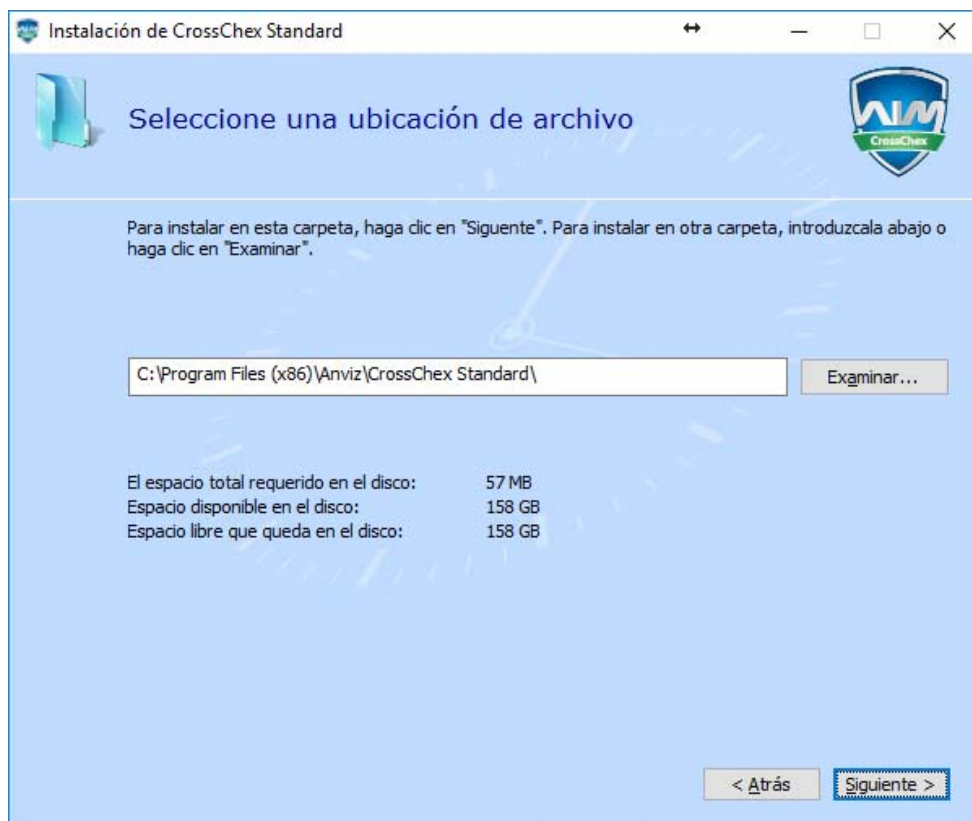 Instalación de CrossChex Standard
Seleccione una ubicación de archivo
AIM
CrossChex
Para instalar en esta carpeta, haga clic en "Siguente". Para instalar en otra carpeta, introduzcala abajo o
haga clic en "Examinar".
C:\Program Files (x86)\Anviz\CrossChex Standard\
Examinar...
El espacio total requerido en el disco: 57 MB
Espacio disponible en el disco: 158 GB
Espacio libre que queda en el disco: 158 GB
< Atrás Siguiente >